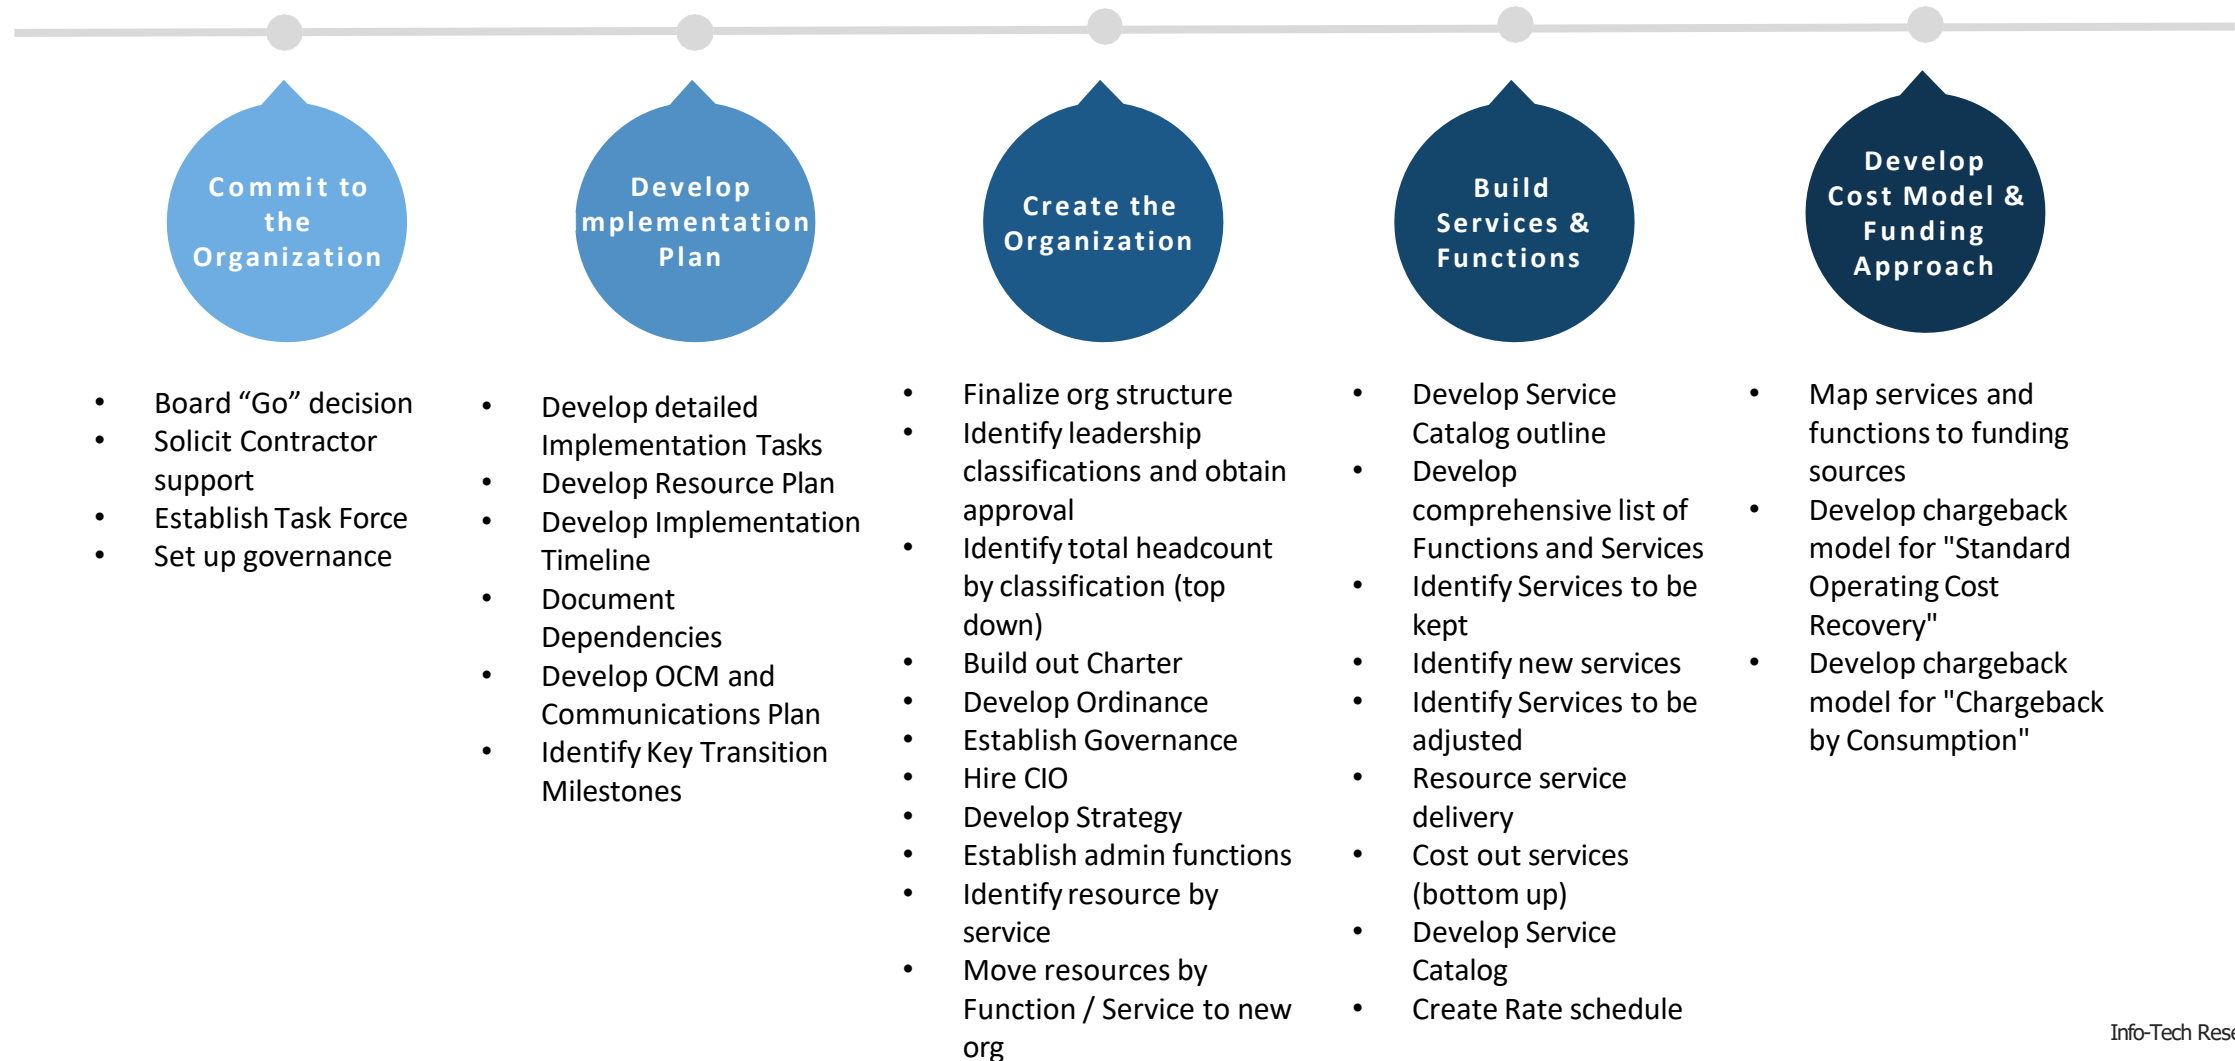 Commit to
the
Organization
Develop
mplementation
Plan
Create the
Organization
Build
Services &
Functions
Develop
Cost Model &
Funding
Approach
• Board “Go” decision
• Solicit Contractor
support
• Establish Task Force
• Set up governance
• Develop detailed
Implementation Tasks
• Develop Resource Plan
• Develop Implementation
Timeline
• Document
Dependencies
• Develop OCM and
Communications Plan
• Identify Key Transition
Milestones
• Finalize org structure
• Identify leadership
classifications and obtain
approval
• Identify total headcount
by classification (top
down)
• Build out Charter
• Develop Ordinance
• Establish Governance
• Hire CIO
• Develop Strategy
• Establish admin functions
• Identify resource by
service
• Move resources by
Function / Service to new
org
• Develop Service
Catalog outline
• Develop
comprehensive list of
Functions and Services
• Identify Services to be
kept
• Identify new services
• Identify Services to be
adjusted
• Resource service
delivery
• Cost out services
(bottom up)
• Develop Service
Catalog
• Create Rate schedule
• Map services and
functions to funding
sources
• Develop chargeback
model for "Standard
Operating Cost
Recovery"
• Develop chargeback
model for "Chargeback
by Consumption"
Info-Tech Rese